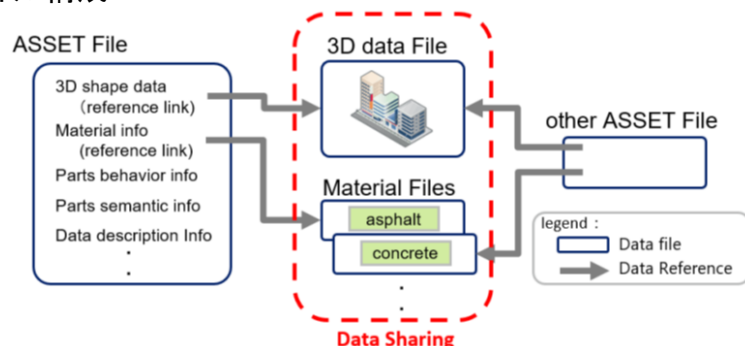 ASSET File
3D shape data
(reference link)
Material info
(reference link)
Parts behavior info
Parts semantic info
Data description Info
.
.
3D data File
Material Files
asphalt
concrete
.
.
Data Sharing
other ASSET File
legend :
Data file
Data Reference